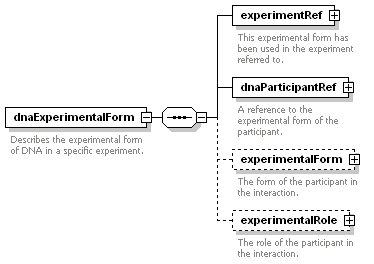 experimentRef
This experimental form has
been used in the experiment
referred to.
dnaParticipantRef
A reference to the
experimental form of the
participant.
dnaExperimentalForm
Describes the experimental form
of DNA in a specific experiment.
experimentalForm
The form of the participant in
the interaction.
experimentalRole
The role of the participant in
the interaction.